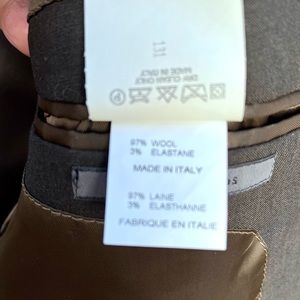 131
MADE IN ITALY
DRY CLEAN ONLY
97% WOOL
3% ELASTANE
MADE IN ITALY
97% LAINE
3% ELASTHANNE
FABRIQUE EN ITALIE